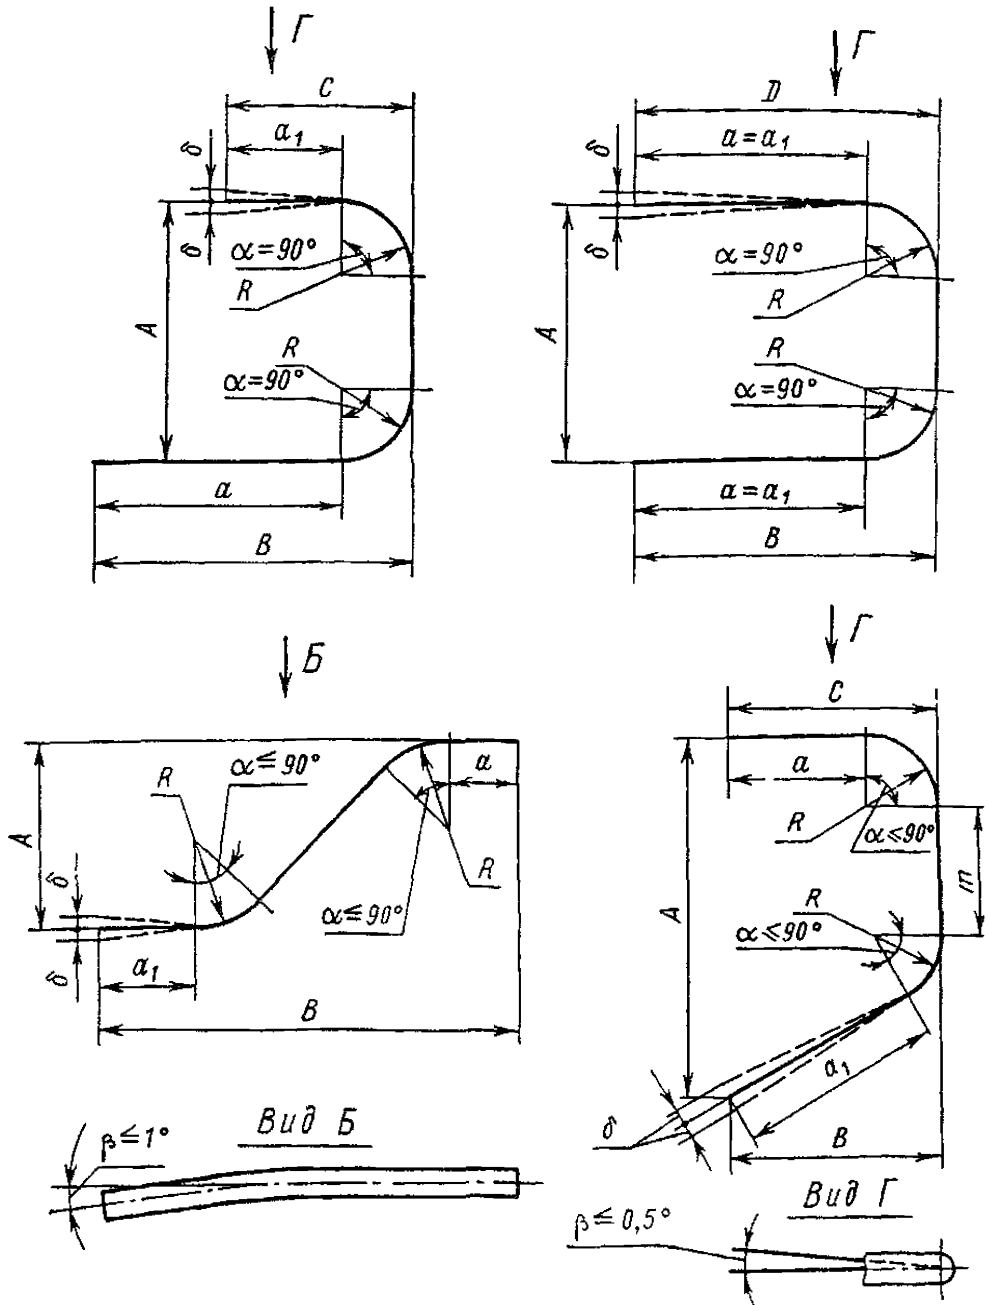 Г
C
a₁
δ
δ
α=90°
R
A
R
α=90°
a
B
Г
D
a=a₁
δ
δ
α=90°
R
A
R
α=90°
a=a₁
B
Б
R
α≤90°
a
A
R
α≤90°
δ
δ
a₁
B
Г
C
a
R
α≤90°
m
A
R
α≤90°
a₁
δ
B
Вид Б
β≤1°
Вид Г
β≤0,5°